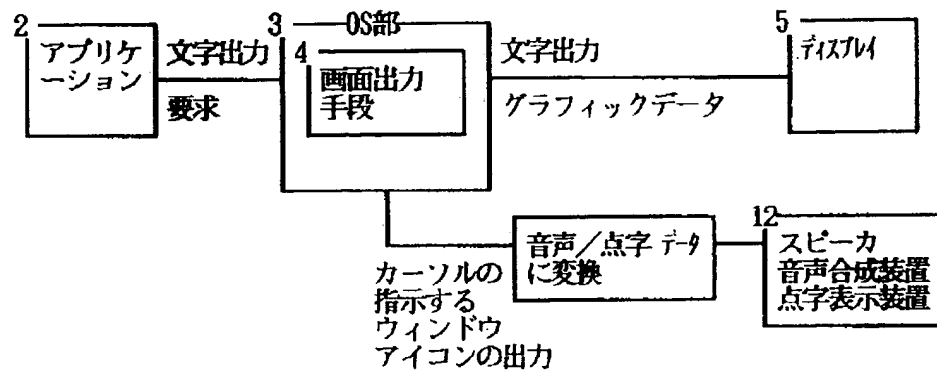 2
アプリケ
ーション
文字出力
要求
3
OS部
4
画面出力
手段
文字出力
グラフィックデータ
5
ディスプレイ
カーソルの
指示する
ウィンドウ
アイコンの出力
音声／点字 データ
に変換
12
スピーカ
音声合成装置
点字表示装置